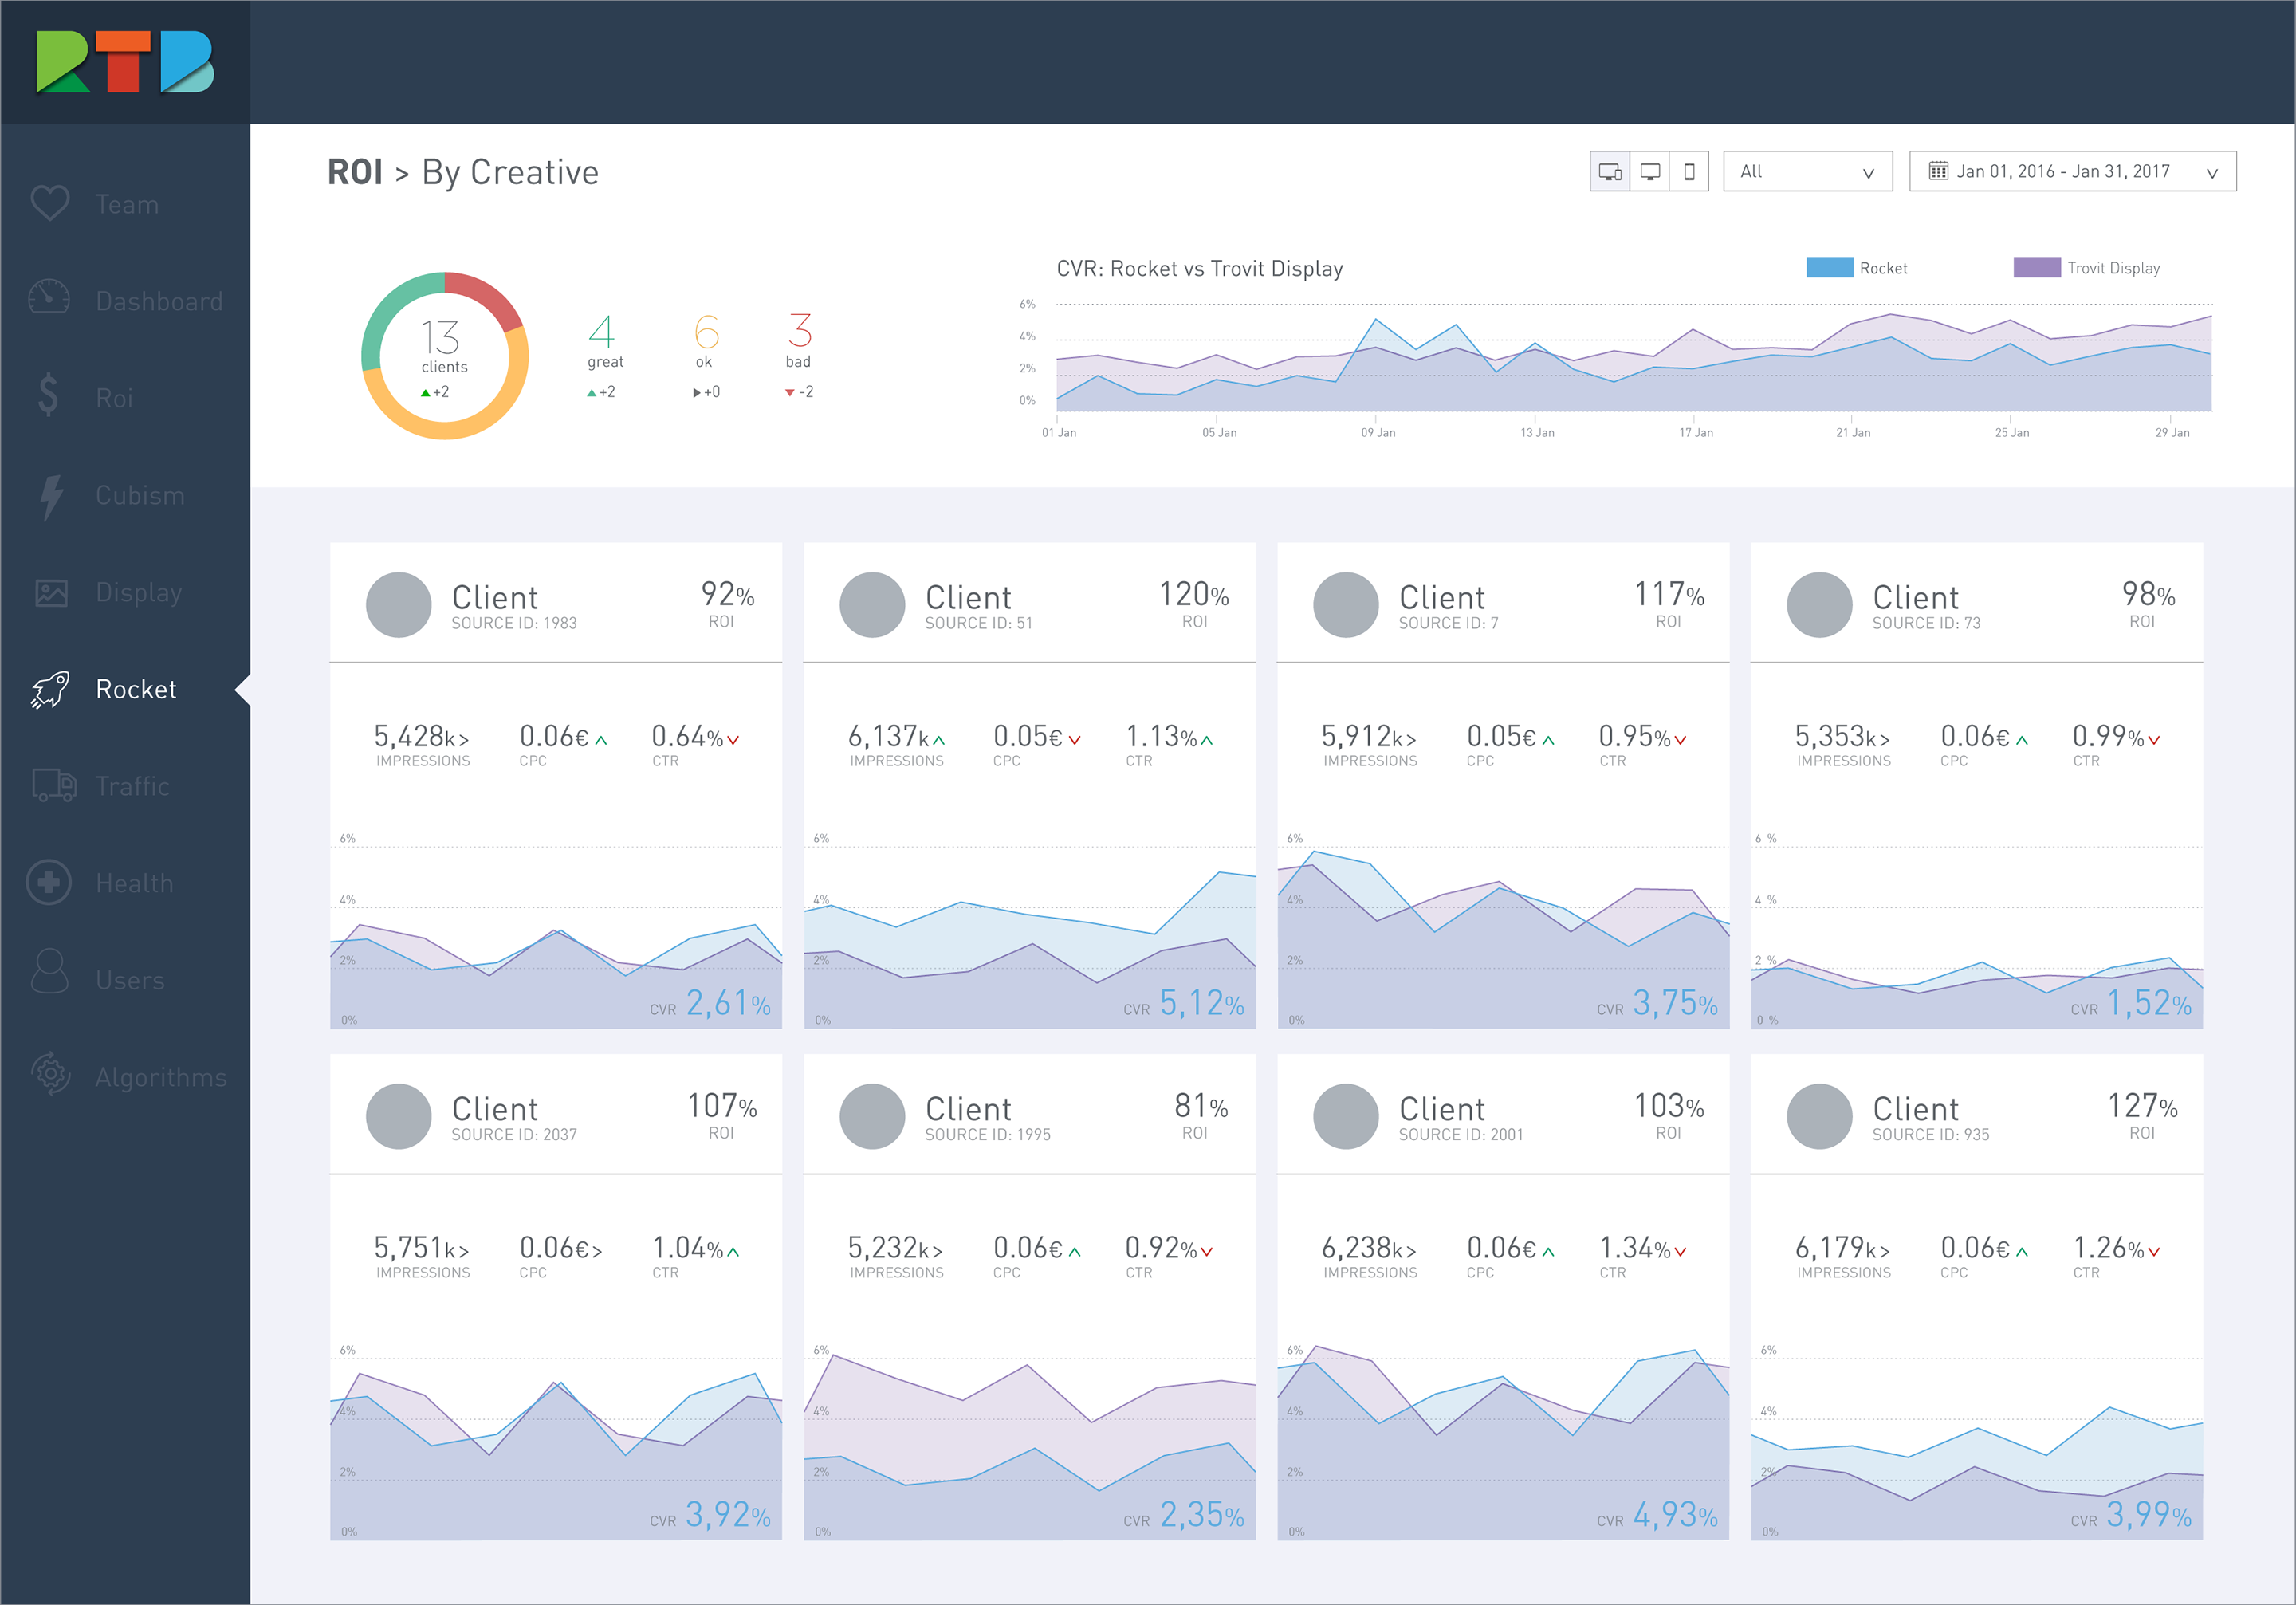 RTB
Team
Dashboard
Roi
Cubism
Display
Rocket
Traffic
Health
Users
Algorithms
ROI > By Creative
All
Jan 01, 2016 - Jan 31, 2017
13
clients
+2
4
great
+2
6
ok
+0
3
bad
-2
CVR: Rocket vs Trovit Display
Rocket
Trovit Display
6%
4%
2%
0%
01 Jan 05 Jan 09 Jan 13 Jan 17 Jan 21 Jan 25 Jan 29 Jan
Client
SOURCE ID: 1983
92%
ROI
5,428k>
IMPRESSIONS
0.06€
CPC
0.64%
CTR
6%
4%
2%
0%
CVR 2,61%
Client
SOURCE ID: 51
120%
ROI
6,137k
IMPRESSIONS
0.05€
CPC
1.13%
CTR
6%
4%
2%
0%
CVR 5,12%
Client
SOURCE ID: 7
117%
ROI
5,912k>
IMPRESSIONS
0.05€
CPC
0.95%
CTR
6%
4%
2%
0%
CVR 3,75%
Client
SOURCE ID: 73
98%
ROI
5,353k>
IMPRESSIONS
0.06€
CPC
0.99%
CTR
6 %
4 %
2 %
0 %
CVR 1,52%
Client
SOURCE ID: 2037
107%
ROI
5,751k>
IMPRESSIONS
0.06€>
CPC
1.04%
CTR
6%
4%
2%
0%
CVR 3,92%
Client
SOURCE ID: 1995
81%
ROI
5,232k>
IMPRESSIONS
0.06€
CPC
0.92%
CTR
6%
4%
2%
0%
CVR 2,35%
Client
SOURCE ID: 2001
103%
ROI
6,238k>
IMPRESSIONS
0.06€
CPC
1.34%
CTR
6%
4%
2%
0%
CVR 4,93%
Client
SOURCE ID: 935
127%
ROI
6,179k>
IMPRESSIONS
0.06€
CPC
1.26%
CTR
6%
4%
2%
0%
CVR 3,99%